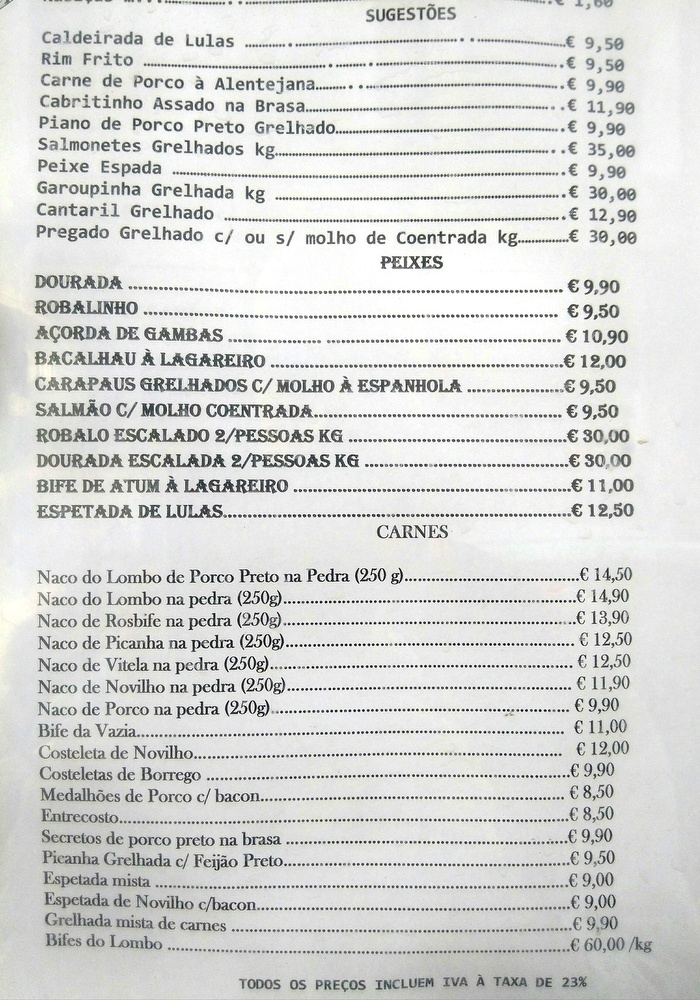 € 1,60
SUGESTÕES
Caldeirada de Lulas ........€ 9,50
Rim Frito ........€ 9,50
Carne de Porco à Alentejana........€ 9,90
Cabritinho Assado na Brasa........€ 11,90
Piano de Porco Preto Grelhado........€ 9,90
Salmonetes Grelhados kg........€ 35,00
Peixe Espada ........€ 9,90
Garoupinha Grelhada kg ........€ 30,00
Cantaril Grelhado ........€ 12,90
Pregado Grelhado c/ ou s/ molho de Coentrada kg........€ 30,00
PEIXES
DOURADA ........€ 9,90
ROBALINHO ........€ 9,50
AÇORDA DE GAMBAS ........€ 10,90
BACALHAU À LAGAREIRO ........€ 12,00
CARAPAUS GRELHADOS C/ MOLHO À ESPANHOLA ........€ 9,50
SALMÃO C/ MOLHO COENTRADA........€ 9,50
ROBALO ESCALADO 2/PESSOAS KG ........€ 30,00
DOURADA ESCALADA 2/PESSOAS KG ........€ 30,00
BIFE DE ATUM À LAGAREIRO ........€ 11,00
ESPETADA DE LULAS........€ 12,50
CARNES
Naco do Lombo de Porco Preto na Pedra (250 g)........€ 14,50
Naco do Lombo na pedra (250g)........€ 14,90
Naco de Rosbife na pedra (250g)........€ 13,90
Naco de Picanha na pedra (250g)........€ 12,50
Naco de Vitela na pedra (250g)........€ 12,50
Naco de Novilho na pedra (250g)........€ 11,90
Naco de Porco na pedra (250g)........€ 9,90
Bife da Vazia........€ 11,00
Costeleta de Novilho........€ 12,00
Costeletas de Borrego ........€ 9,90
Medalhões de Porco c/ bacon........€ 8,50
Entrecosto........€ 8,50
Secretos de porco preto na brasa ........€ 9,90
Picanha Grelhada c/ Feijão Preto........€ 9,50
Espetada mista ........€ 9,00
Espetada de Novilho c/bacon........€ 9,00
Grelhada mista de carnes ........€ 9,90
Bifes do Lombo ........€ 60,00 /kg
TODOS OS PREÇOS INCLUEM IVA À TAXA DE 23%